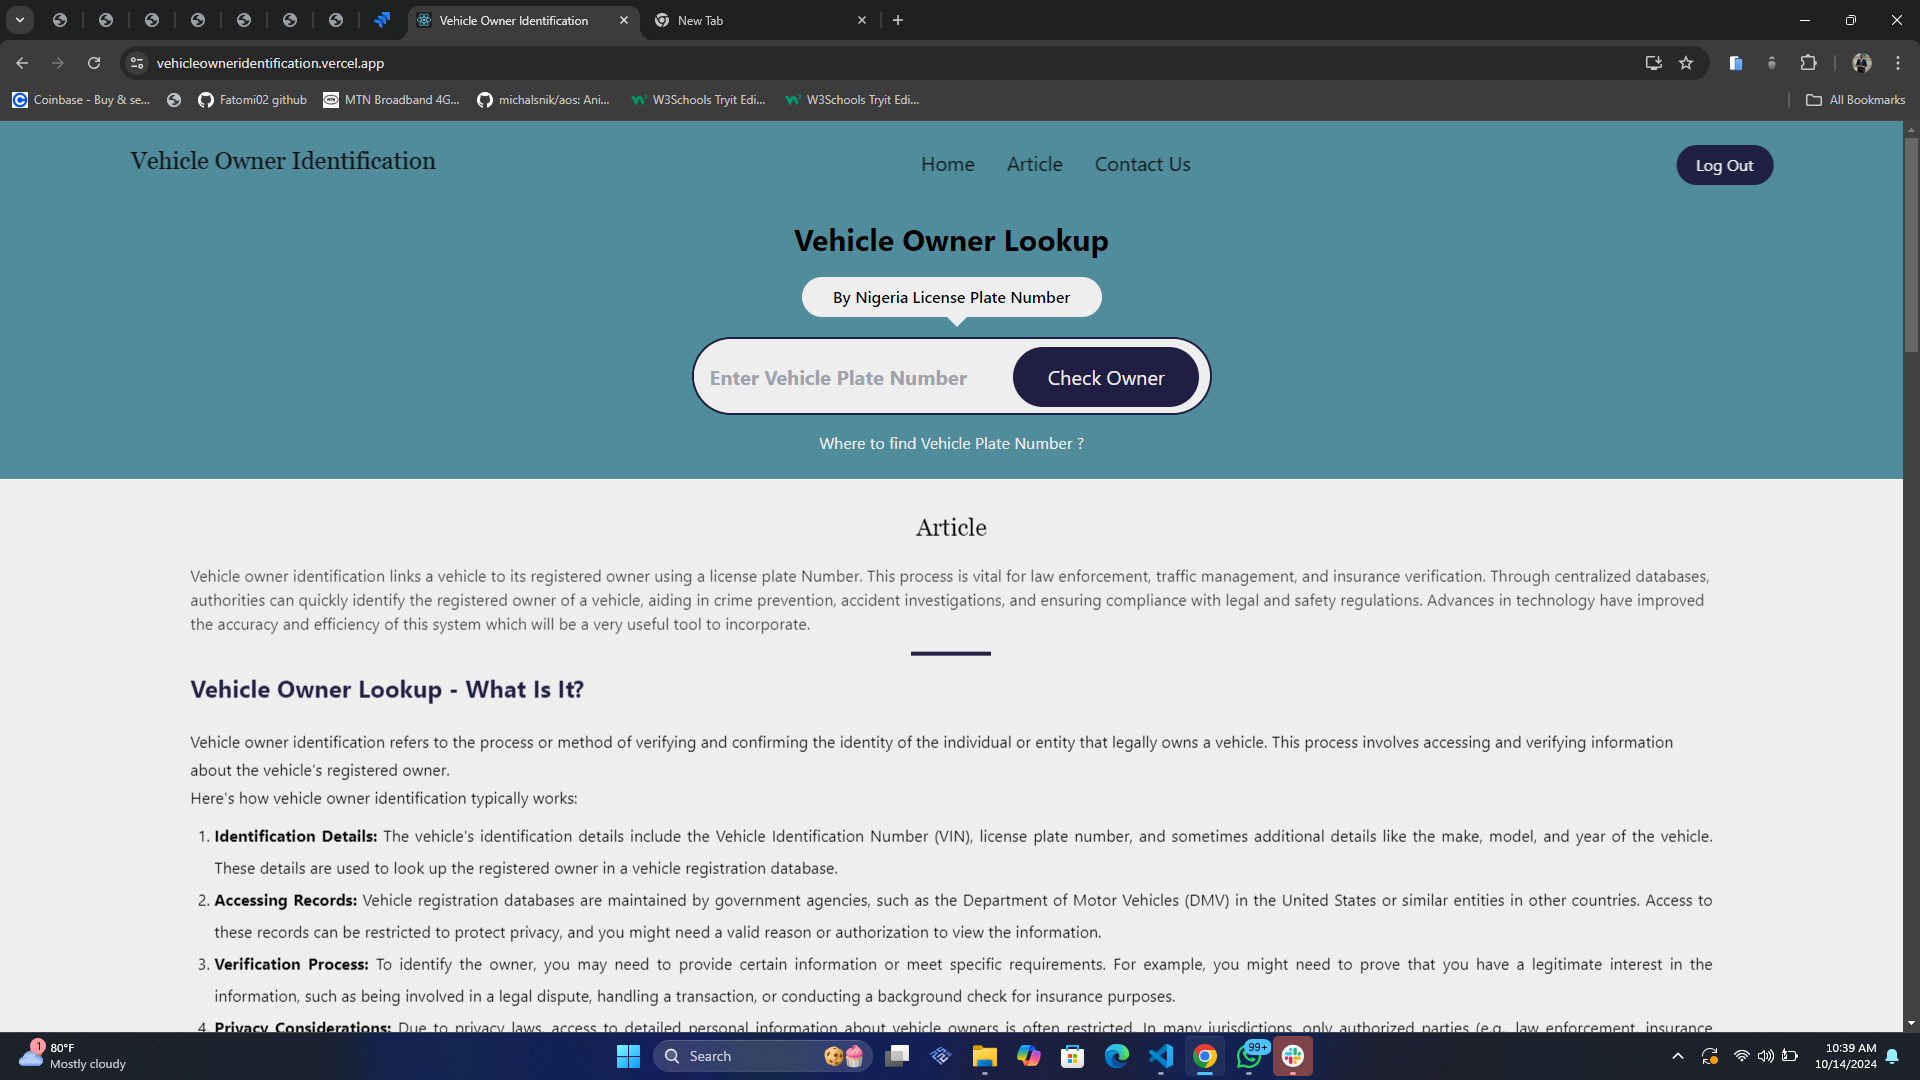 Vehicle Owner Identification
New Tab
vehicleowneridentification.vercel.app
Coinbase - Buy & se...
Fatomi02 github
MTN Broadband 4G...
michalsnik/aos: Ani...
W3Schools Tryit Edi...
W3Schools Tryit Edi...
All Bookmarks
Vehicle Owner Identification
Home
Article
Contact Us
Log Out
Vehicle Owner Lookup
By Nigeria License Plate Number
Enter Vehicle Plate Number
Check Owner
Where to find Vehicle Plate Number ?
Article
Vehicle owner identification links a vehicle to its registered owner using a license plate Number. This process is vital for law enforcement, traffic management, and insurance verification. Through centralized databases,
authorities can quickly identify the registered owner of a vehicle, aiding in crime prevention, accident investigations, and ensuring compliance with legal and safety regulations. Advances in technology have improved
the accuracy and efficiency of this system which will be a very useful tool to incorporate.
Vehicle Owner Lookup - What Is It?
Vehicle owner identification refers to the process or method of verifying and confirming the identity of the individual or entity that legally owns a vehicle. This process involves accessing and verifying information
about the vehicle's registered owner.
Here's how vehicle owner identification typically works:
1. Identification Details: The vehicle's identification details include the Vehicle Identification Number (VIN), license plate number, and sometimes additional details like the make, model, and year of the vehicle.
These details are used to look up the registered owner in a vehicle registration database.
2. Accessing Records: Vehicle registration databases are maintained by government agencies, such as the Department of Motor Vehicles (DMV) in the United States or similar entities in other countries. Access to
these records can be restricted to protect privacy, and you might need a valid reason or authorization to view the information.
3. Verification Process: To identify the owner, you may need to provide certain information or meet specific requirements. For example, you might need to prove that you have a legitimate interest in the
information, such as being involved in a legal dispute, handling a transaction, or conducting a background check for insurance purposes.
4. Privacy Considerations: Due to privacy laws, access to detailed personal information about vehicle owners is often restricted. In many jurisdictions, only authorized parties (e.g., law enforcement, insurance
1
80°F
Mostly cloudy
Search
99+
10:39 AM
10/14/2024